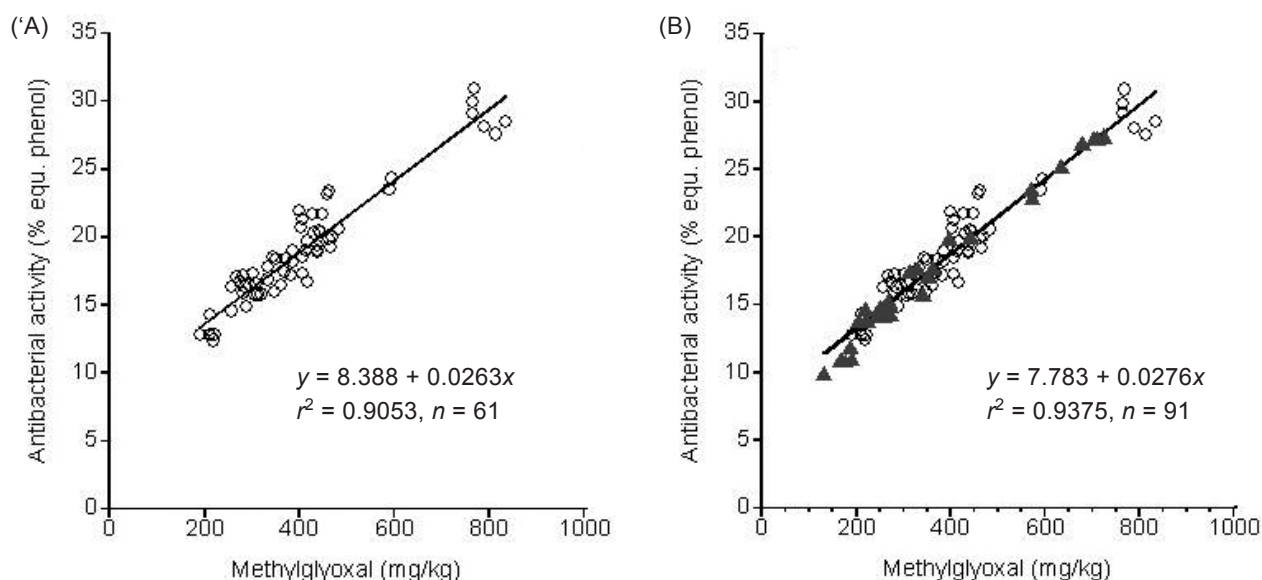 (‘A)
35
30
25
20
15
10
5
0
Antibacterial activity (% equ. phenol)
y = 8.388 + 0.0263x
r² = 0.9053, n = 61
0 200 400 600 800 1000
Methylglyoxal (mg/kg)
(B)
35
30
25
20
15
10
5
0
Antibacterial activity (% equ. phenol)
y = 7.783 + 0.0276x
r² = 0.9375, n = 91
0 200 400 600 800 1000
Methylglyoxal (mg/kg)